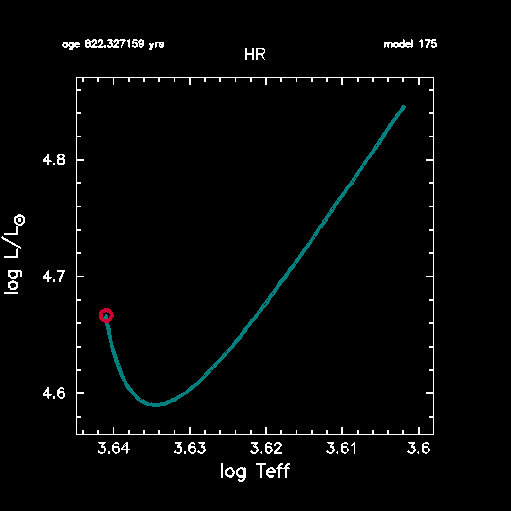 age 822.327159 yrs model 175
HR
4.8
4.7
4.6
log L/L☉
3.64 3.63 3.62 3.61 3.6
log Teff